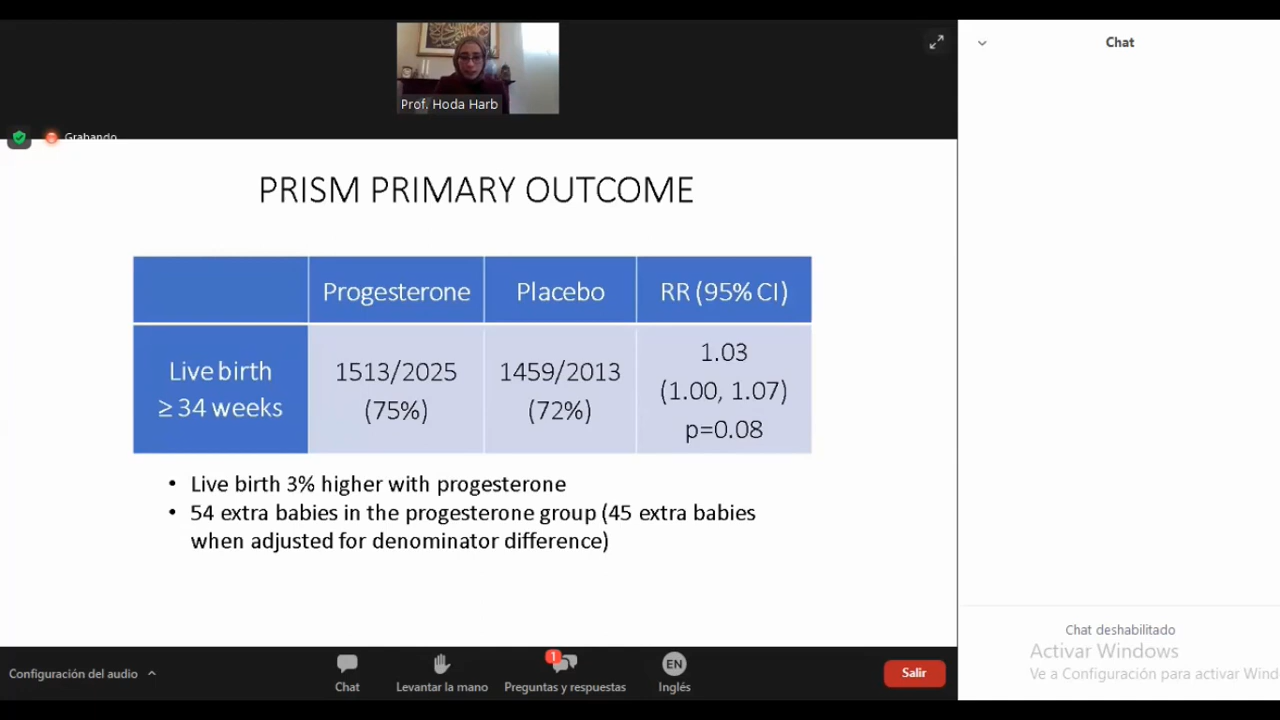 Chat
Prof. Hoda Harb
Grabando
PRISM PRIMARY OUTCOME
Progesterone Placebo RR (95% CI)
Live birth
≥ 34 weeks
1513/2025
(75%)
1459/2013
(72%)
1.03
(1.00, 1.07)
p=0.08
• Live birth 3% higher with progesterone
• 54 extra babies in the progesterone group (45 extra babies
when adjusted for denominator difference)
Chat deshabilitado
Activar Windows
Ve a Configuración para activar Wind
Configuración del audio
Chat
Levantar la mano
1
Preguntas y respuestas
EN
Inglés
Salir